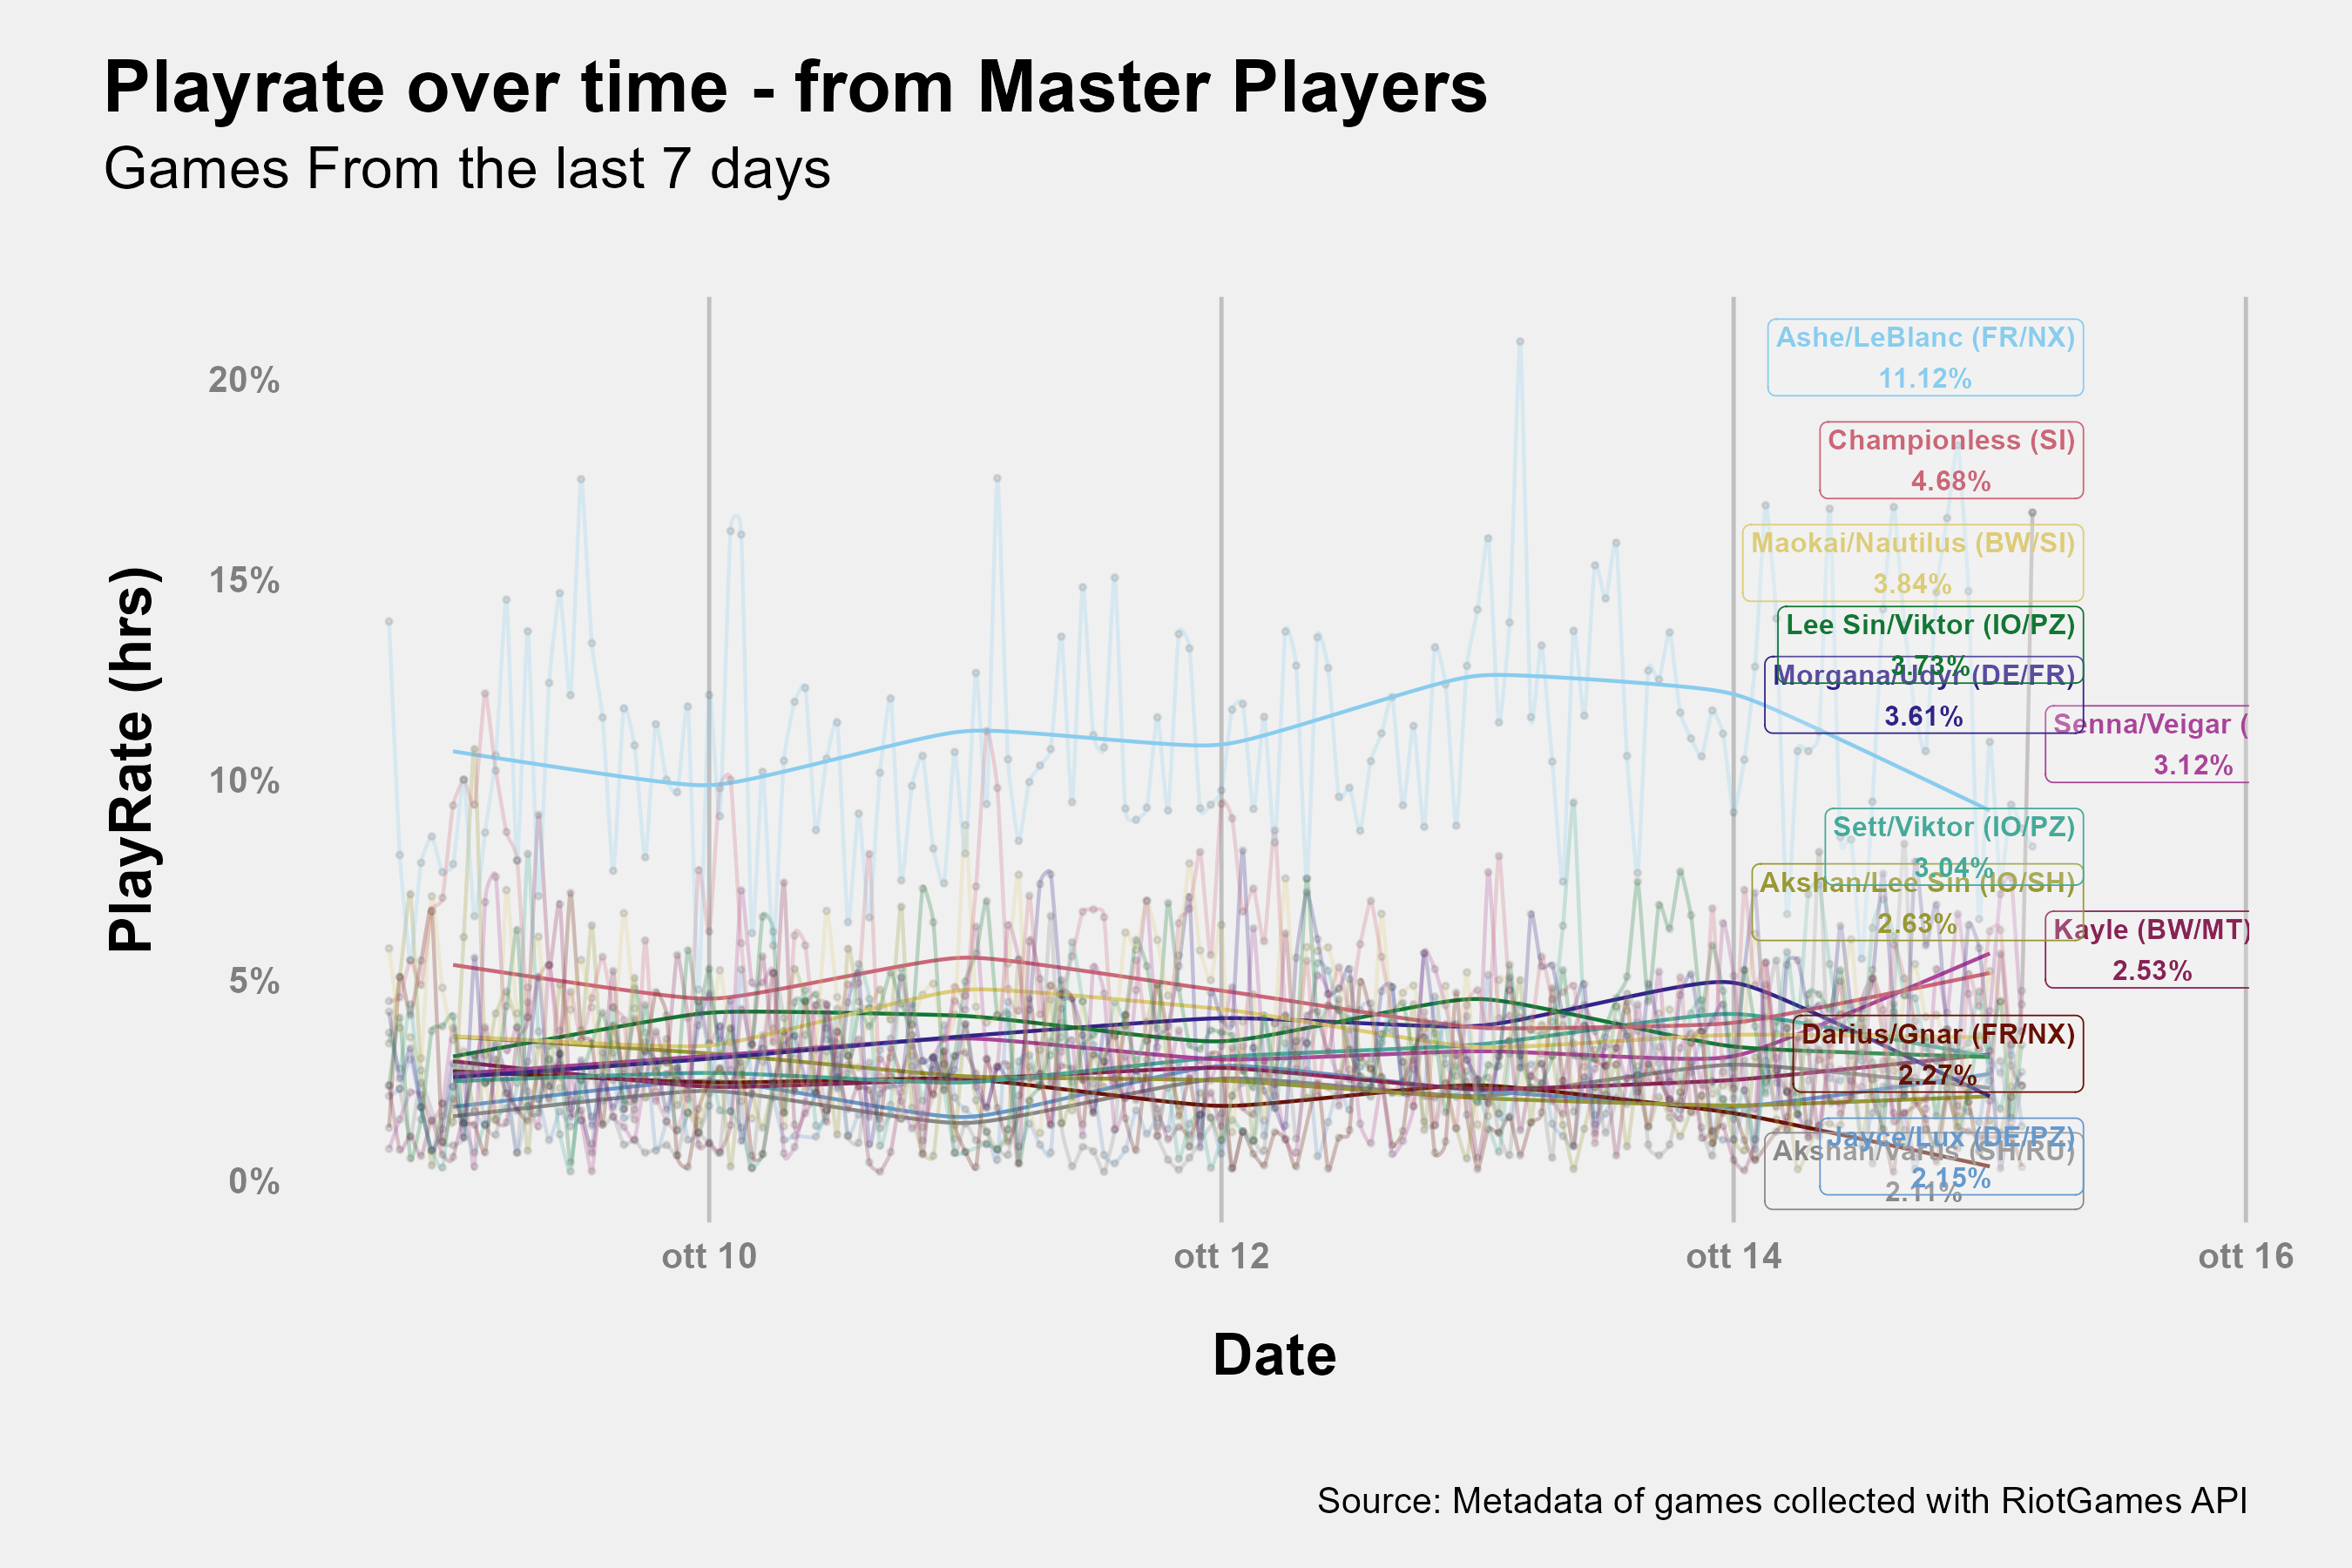 Playrate over time - from Master Players
Games From the last 7 days
PlayRate (hrs)
20%
15%
10%
5%
0%
Ashe/LeBlanc (FR/NX)
11.12%
Championless (SI)
4.68%
Maokai/Nautilus (BW/SI)
3.84%
Lee Sin/Viktor (IO/PZ)
3.73%
Morgana/Udyr (DE/FR)
3.61%
Senna/Veigar (
3.12%
Sett/Viktor (IO/PZ)
3.04%
Akshan/Lee Sin (IO/SH)
2.63%
Kayle (BW/MT)
2.53%
Darius/Gnar (FR/NX)
2.27%
Jayce/Lux (DE/PZ)
2.15%
Akshan/Varus (SH/RU)
2.11%
ott 10
ott 12
ott 14
ott 16
Date
Source: Metadata of games collected with RiotGames API